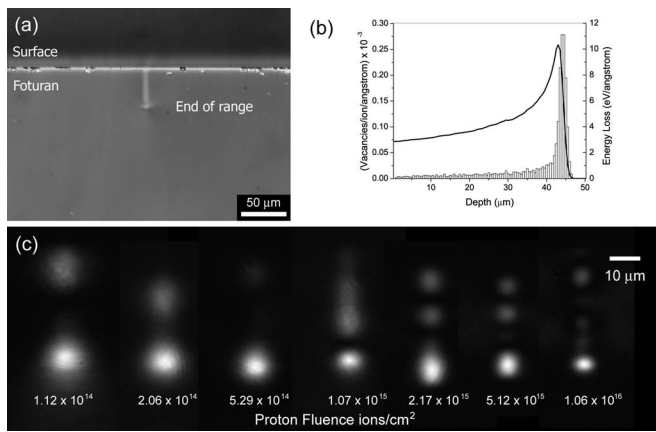 (a)
Surface
Foturan
End of range
50 μm
(b)
(Vacancies/ion/angstrom) x 10⁻³
0.30
0.25
0.20
0.15
0.10
0.05
0.00
12
10
8
6
4
2
0
Energy Loss (eV/angstrom)
10 20 30 40 50
Depth (μm)
(c)
10 μm
1.12 x 10¹⁴ 2.06 x 10¹⁴ 5.29 x 10¹⁴ 1.07 x 10¹⁵ 2.17 x 10¹⁵ 5.12 x 10¹⁵ 1.06 x 10¹⁶
Proton Fluence ions/cm²